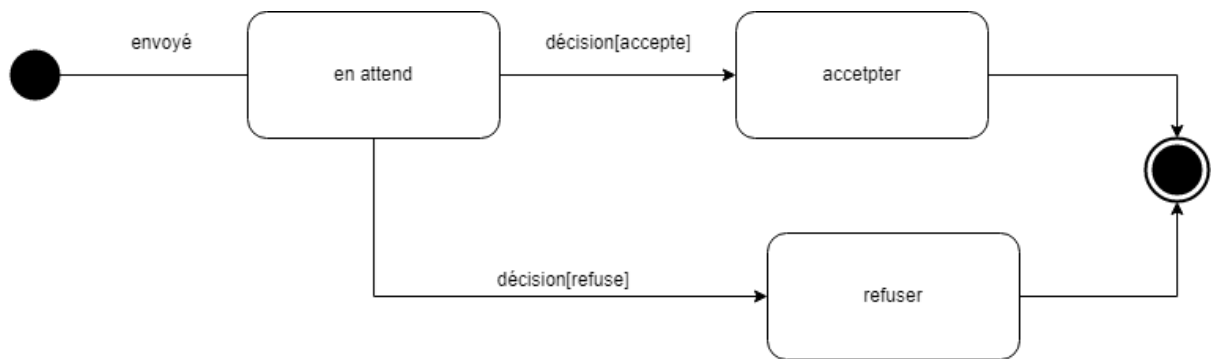 envoyé
en attend
décision[accepte]
accetpter
décision[refuse]
refuser